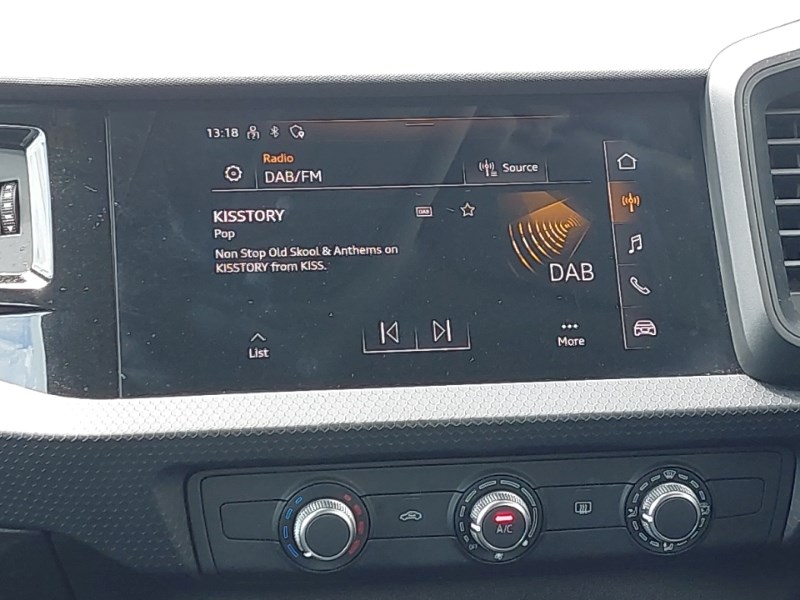 13:18
Radio
DAB/FM
Source
KISSTORY
DAB
Pop
Non Stop Old Skool & Anthems on
KISSTORY from KISS.
DAB
List
More
A/C